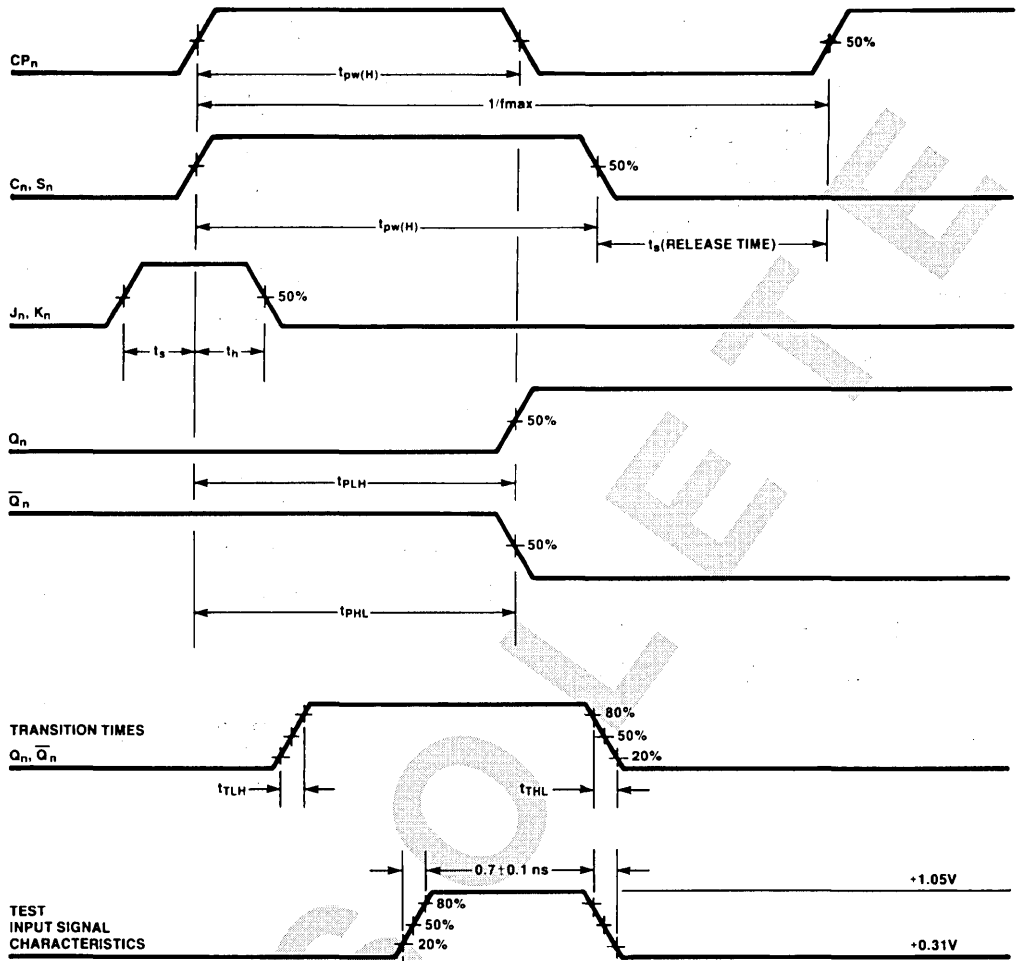 CPn
50%
tpw(H)
1/fmax
Cn, Sn
50%
tpw(H)
ts(RELEASE TIME)
Jn, Kn
50%
ts
th
Qn
50%
tPLH
Q̅n
50%
tPHL
TRANSITION TIMES
Qn, Q̅n
80%
50%
20%
tTLH
tTHL
0.7±0.1 ns
+1.05V
TEST
INPUT SIGNAL
CHARACTERISTICS
80%
50%
20%
+0.31V
OLETE